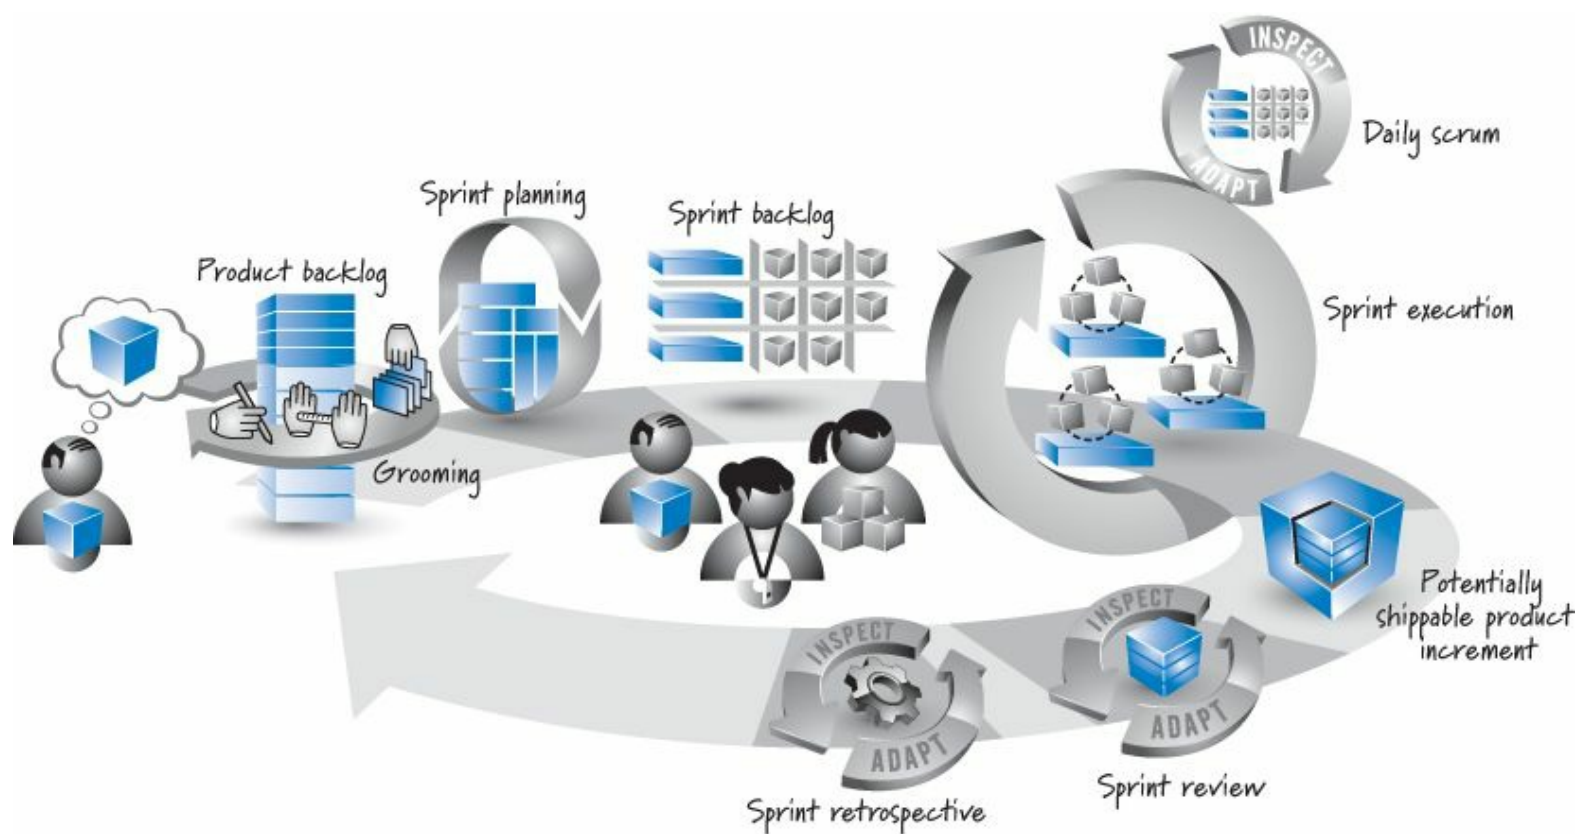 INSPECT
ADAPT
Daily scrum
Sprint planning
Sprint backlog
Product backlog
Sprint execution
Grooming
Potentially
shippable product
increment
INSPECT
ADAPT
Sprint review
INSPECT
ADAPT
Sprint retrospective